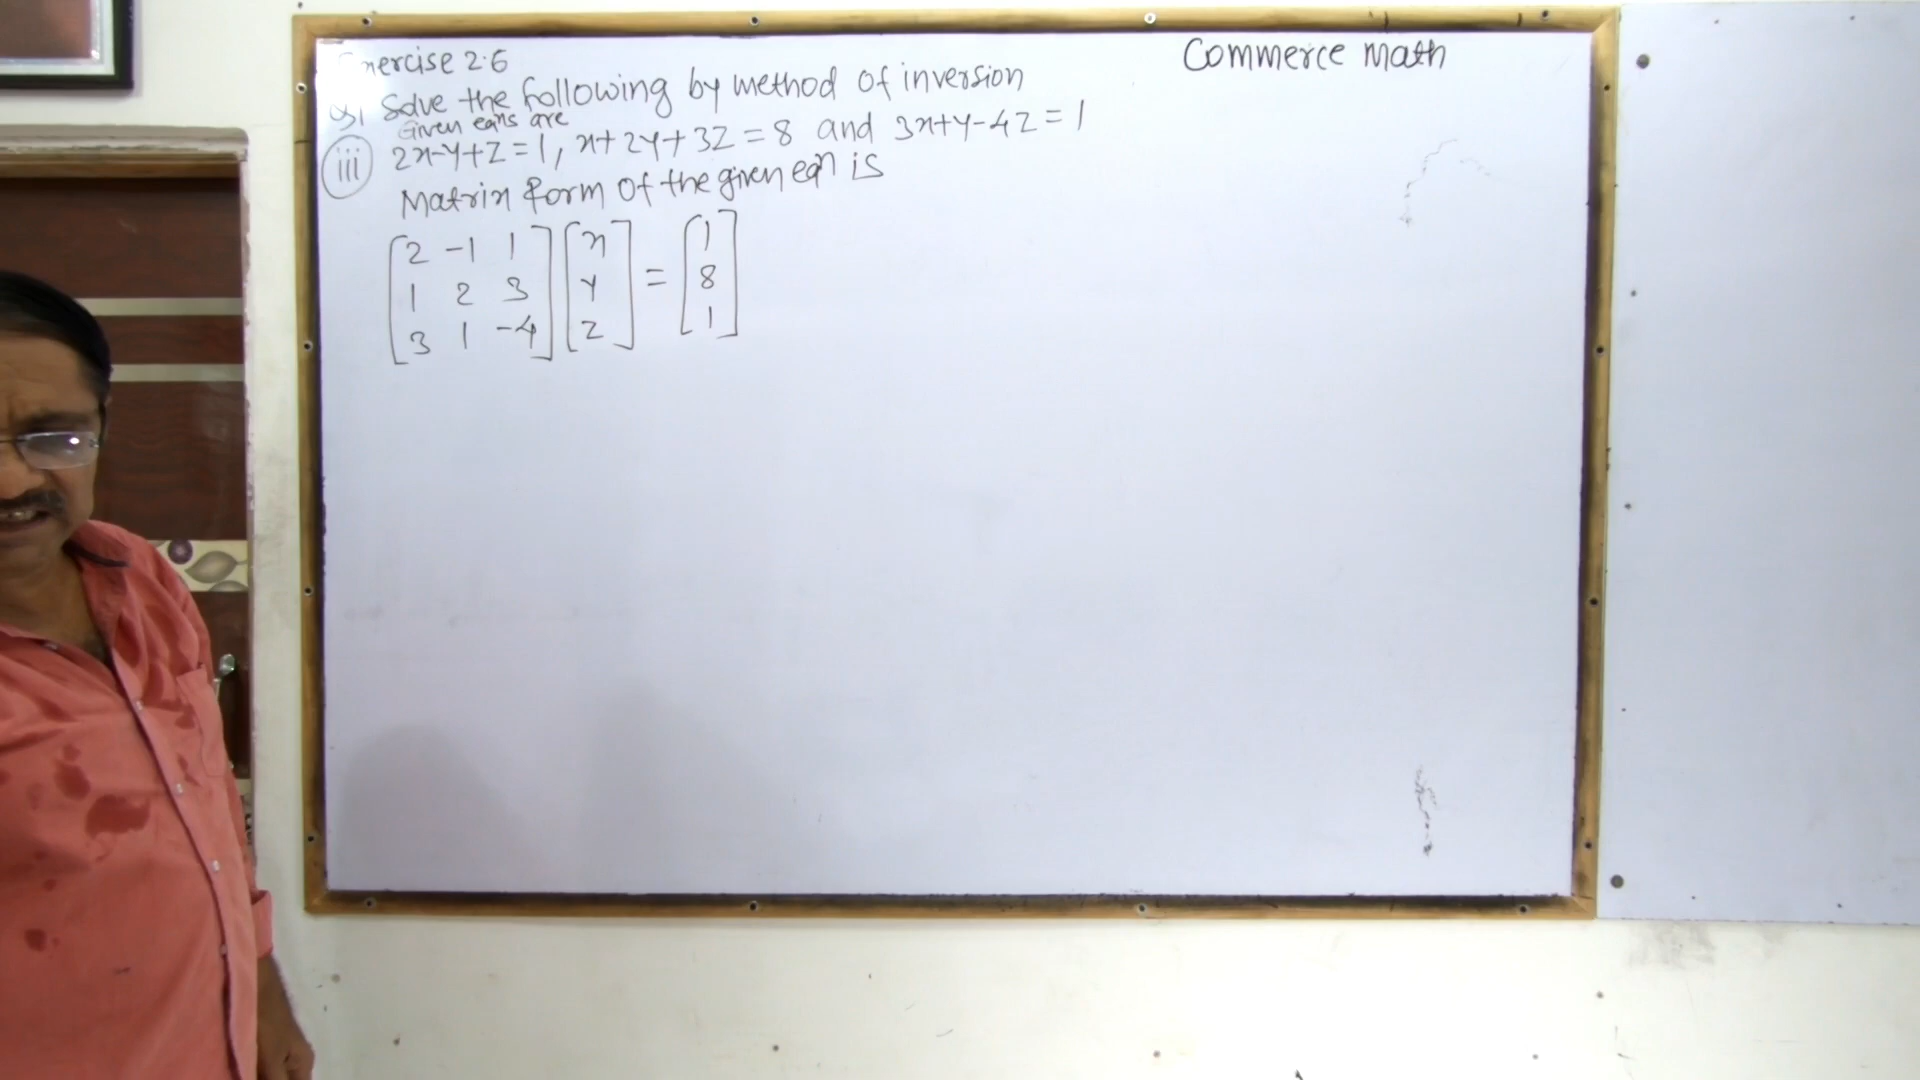 Commerce Math
Exercise 2.6
Q1 Solve the following by method of inversion
Given eqns are
(iii) 2x-y+z=1, x+2y+3z=8 and 3x+y-4z=1
Matrix form of the given eqn is
[2 -1 1] [x] = [1]
[1 2 3] [y] [8]
[3 1 -4] [z] [1]